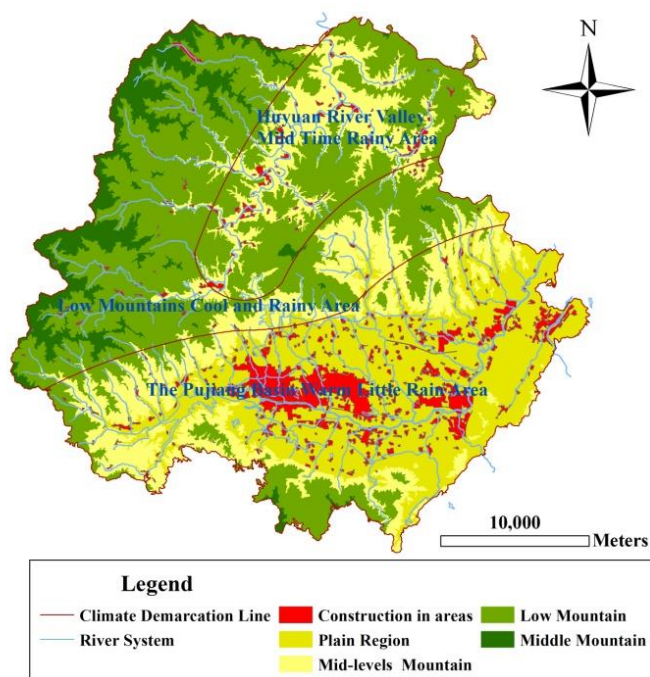 N
Huyuan River Valley
Mild Time Rainy Area
Low Mountains Cool and Rainy Area
The Pujiang Basin Warm Little Rain Area
10,000
Meters
Legend
Climate Demarcation Line
River System
Construction in areas
Plain Region
Mid-levels Mountain
Low Mountain
Middle Mountain